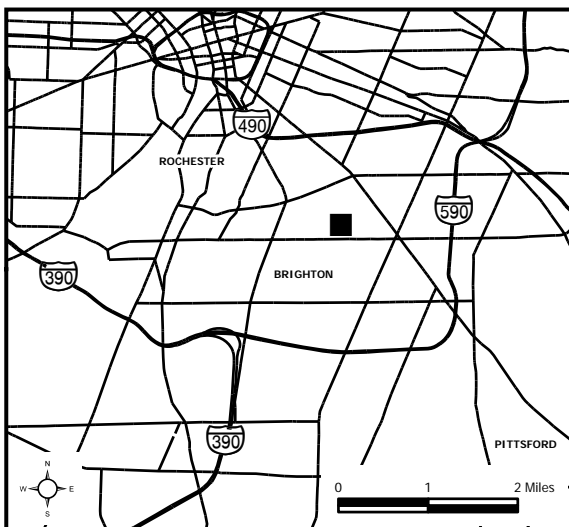 490
ROCHESTER
590
390
BRIGHTON
390
PITTSFORD
N
W E
S
0 1 2 Miles